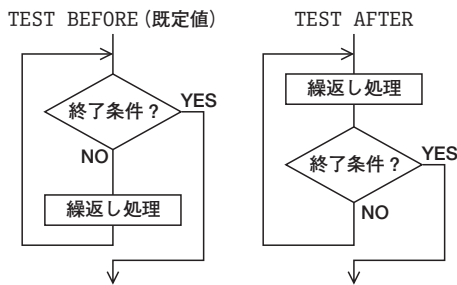 TEST BEFORE（既定値）
終了条件？
YES
NO
繰返し処理
TEST AFTER
繰返し処理
終了条件？
YES
NO